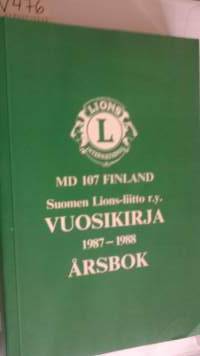 V476
LIONS
L
INTERNATIONAL
MD 107 FINLAND
Suomen Lions-liitto r.y.
VUOSIKIRJA
1987–1988
ÅRSBOK